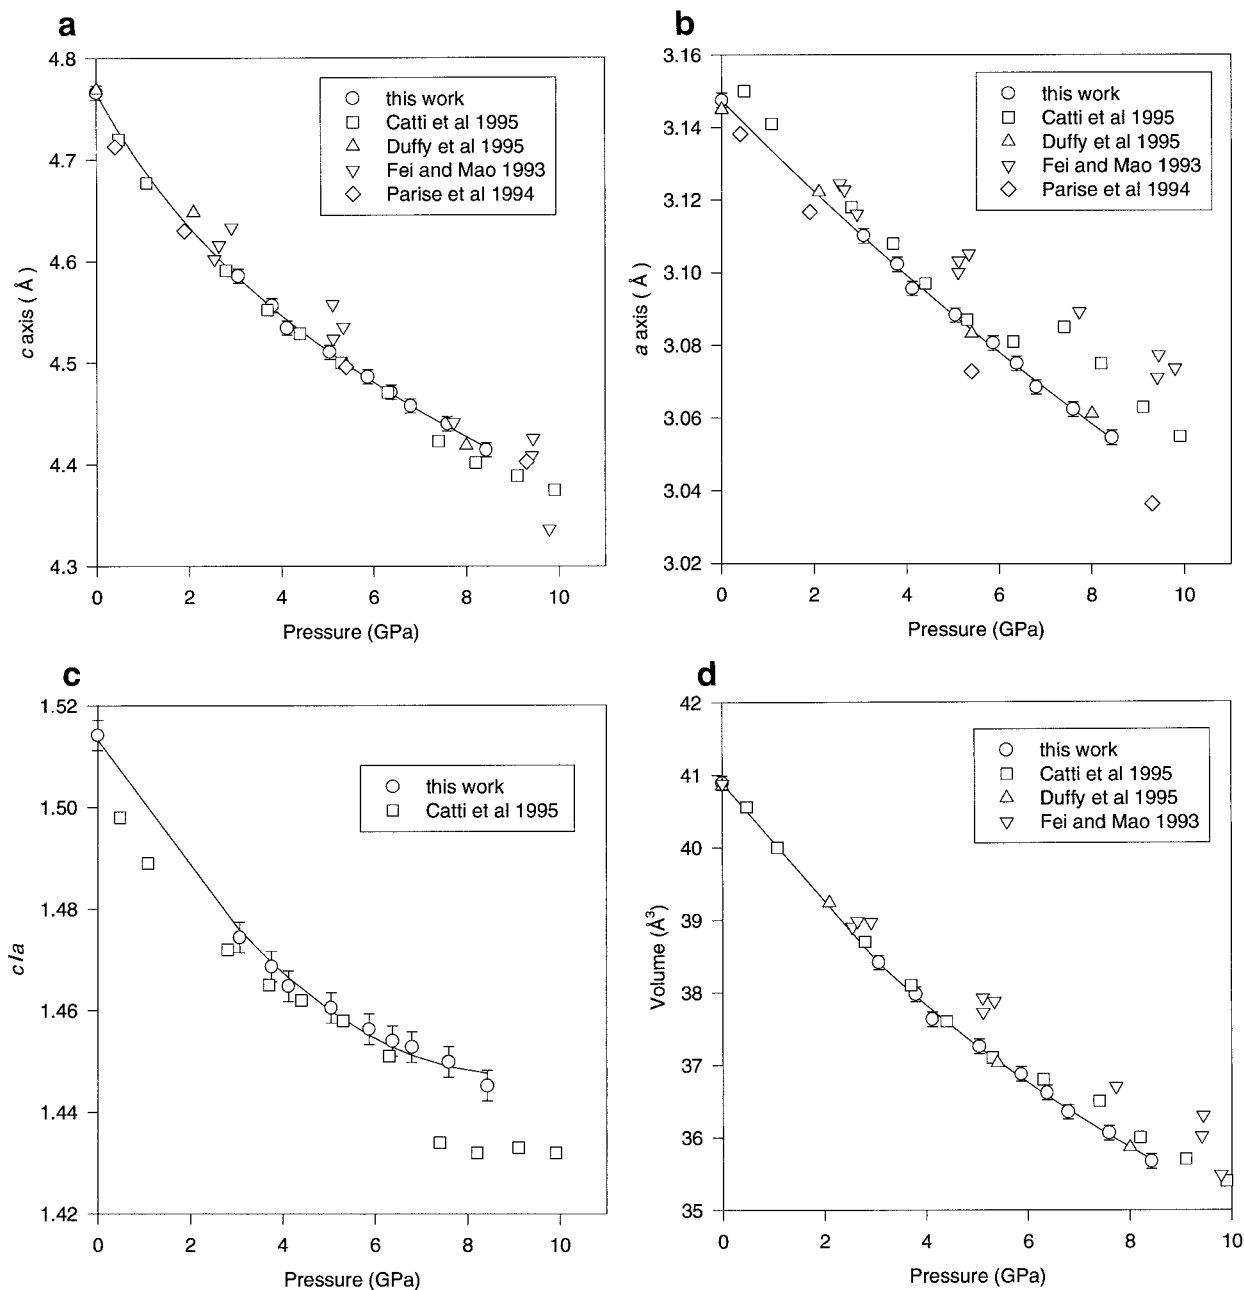 a
4.8
4.7
4.6
4.5
4.4
4.3
c axis ( Å )
this work
Catti et al 1995
Duffy et al 1995
Fei and Mao 1993
Parise et al 1994
0 2 4 6 8 10
Pressure (GPa)
b
3.16
3.14
3.12
3.10
3.08
3.06
3.04
3.02
a axis ( Å )
this work
Catti et al 1995
Duffy et al 1995
Fei and Mao 1993
Parise et al 1994
0 2 4 6 8 10
Pressure (GPa)
c
1.52
1.50
1.48
1.46
1.44
1.42
c/a
this work
Catti et al 1995
0 2 4 6 8 10
Pressure (GPa)
d
42
41
40
39
38
37
36
35
Volume (Å³)
this work
Catti et al 1995
Duffy et al 1995
Fei and Mao 1993
0 2 4 6 8 10
Pressure (GPa)